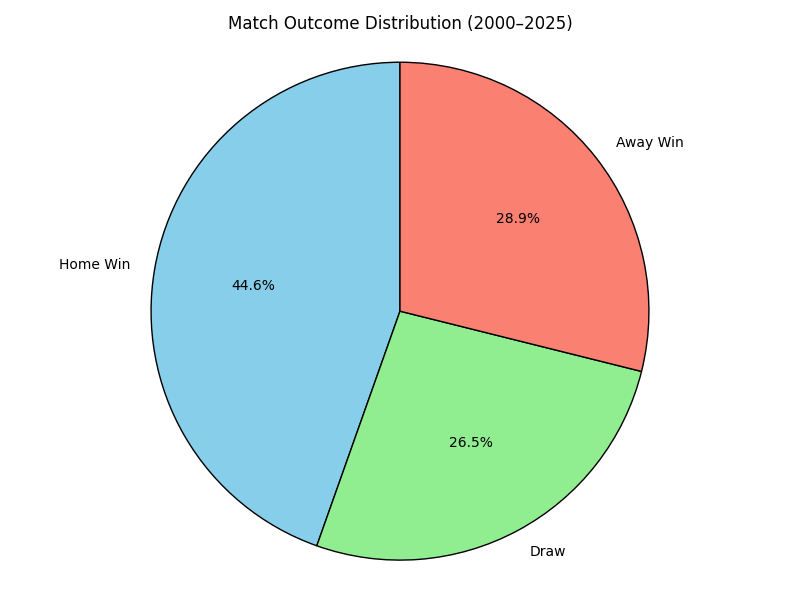 Match Outcome Distribution (2000–2025)
Away Win
28.9%
Home Win
44.6%
26.5%
Draw